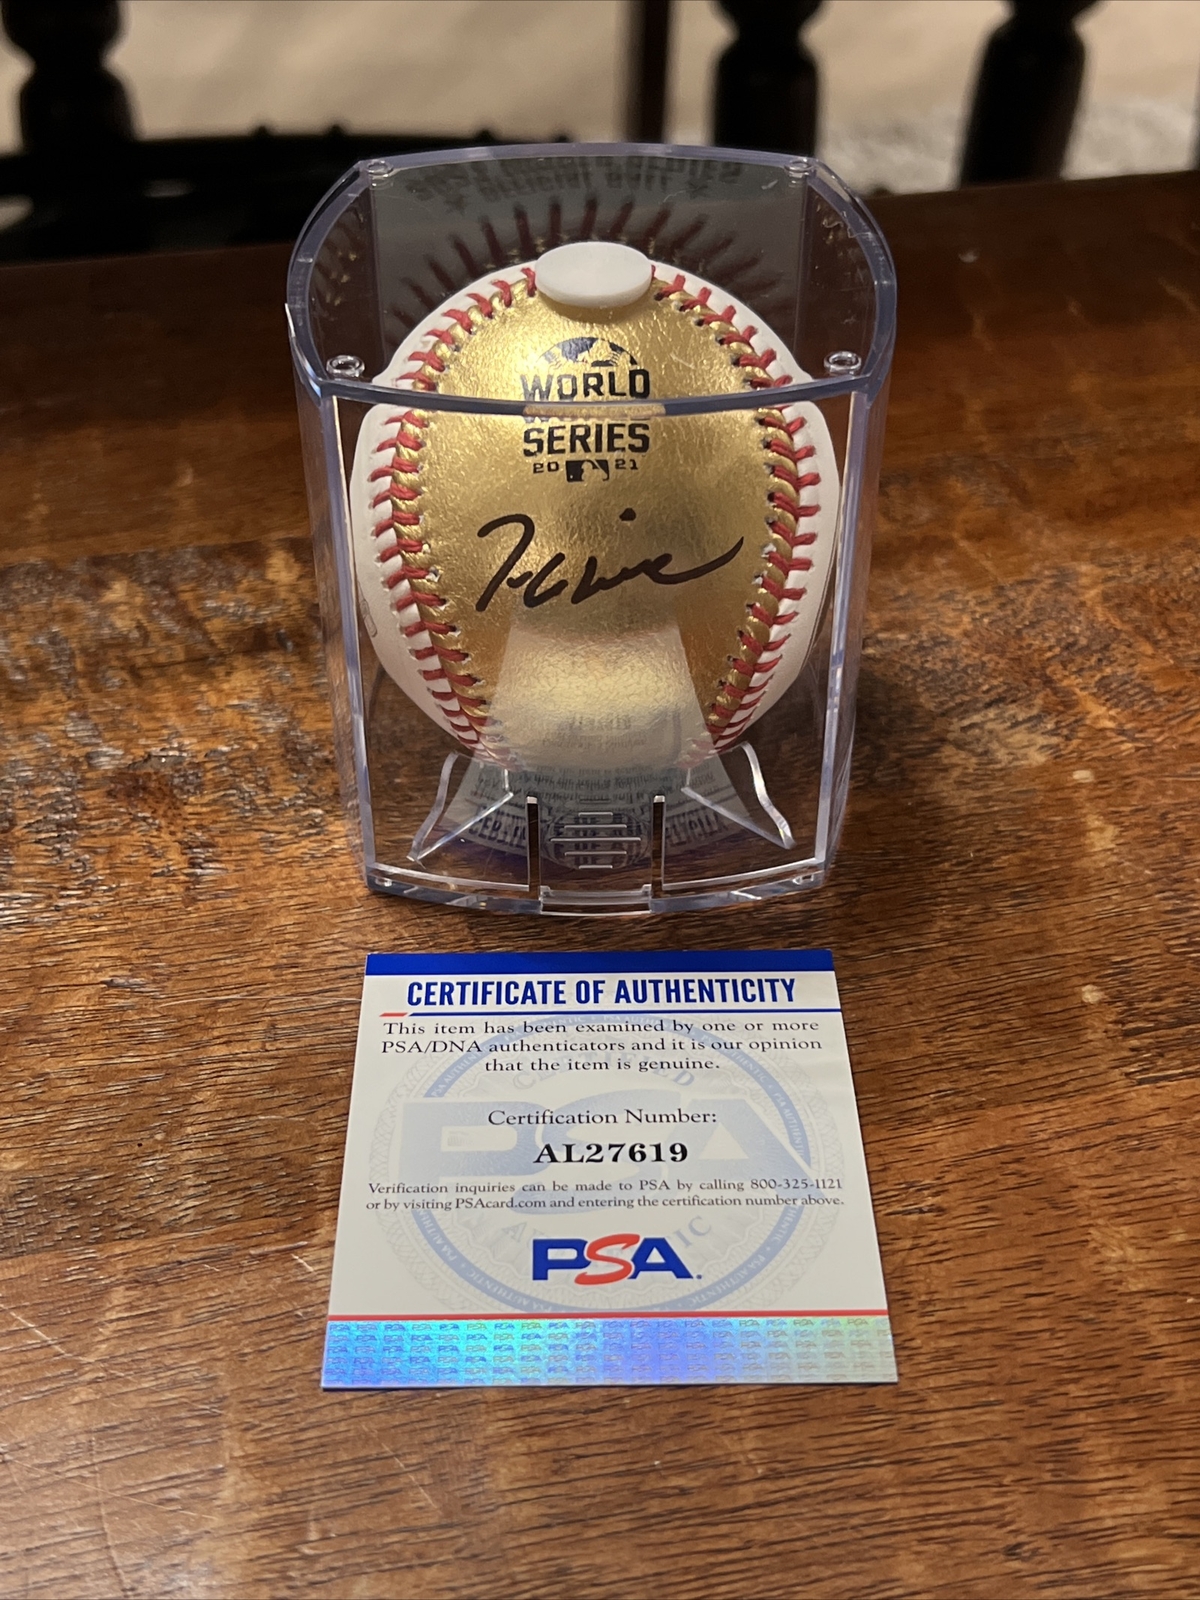 WORLD
SERIES
20 21
CERTIFICATE OF AUTHENTICITY
This item has been examined by one or more
PSA/DNA authenticators and it is our opinion
that the item is genuine.
Certification Number:
AL27619
Verification inquiries can be made to PSA by calling 800-325-1121
or by visiting PSAcard.com and entering the certification number above.
PSA